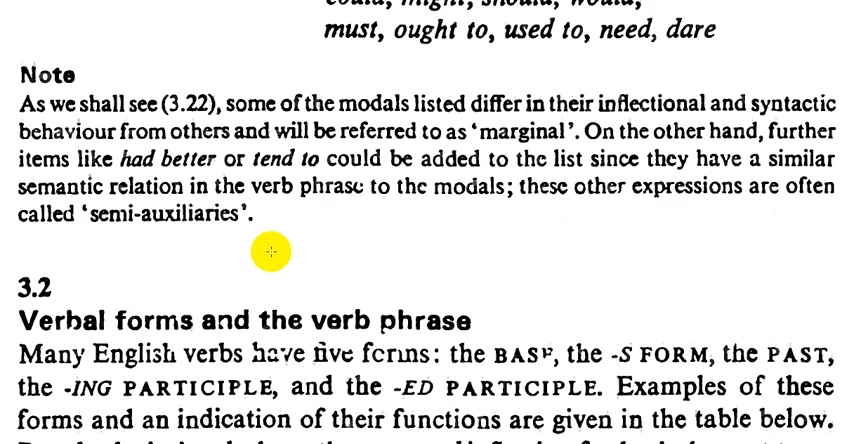 could, might, should, would,
must, ought to, used to, need, dare
Note
As we shall see (3.22), some of the modals listed differ in their inflectional and syntactic
behaviour from others and will be referred to as ‘marginal’. On the other hand, further
items like had better or tend to could be added to the list since they have a similar
semantic relation in the verb phrase to the modals; these other expressions are often
called ‘semi-auxiliaries’.
3.2
Verbal forms and the verb phrase
Many English verbs have five forms: the BASE, the -S FORM, the PAST,
the -ING PARTICIPLE, and the -ED PARTICIPLE. Examples of these
forms and an indication of their functions are given in the table below.